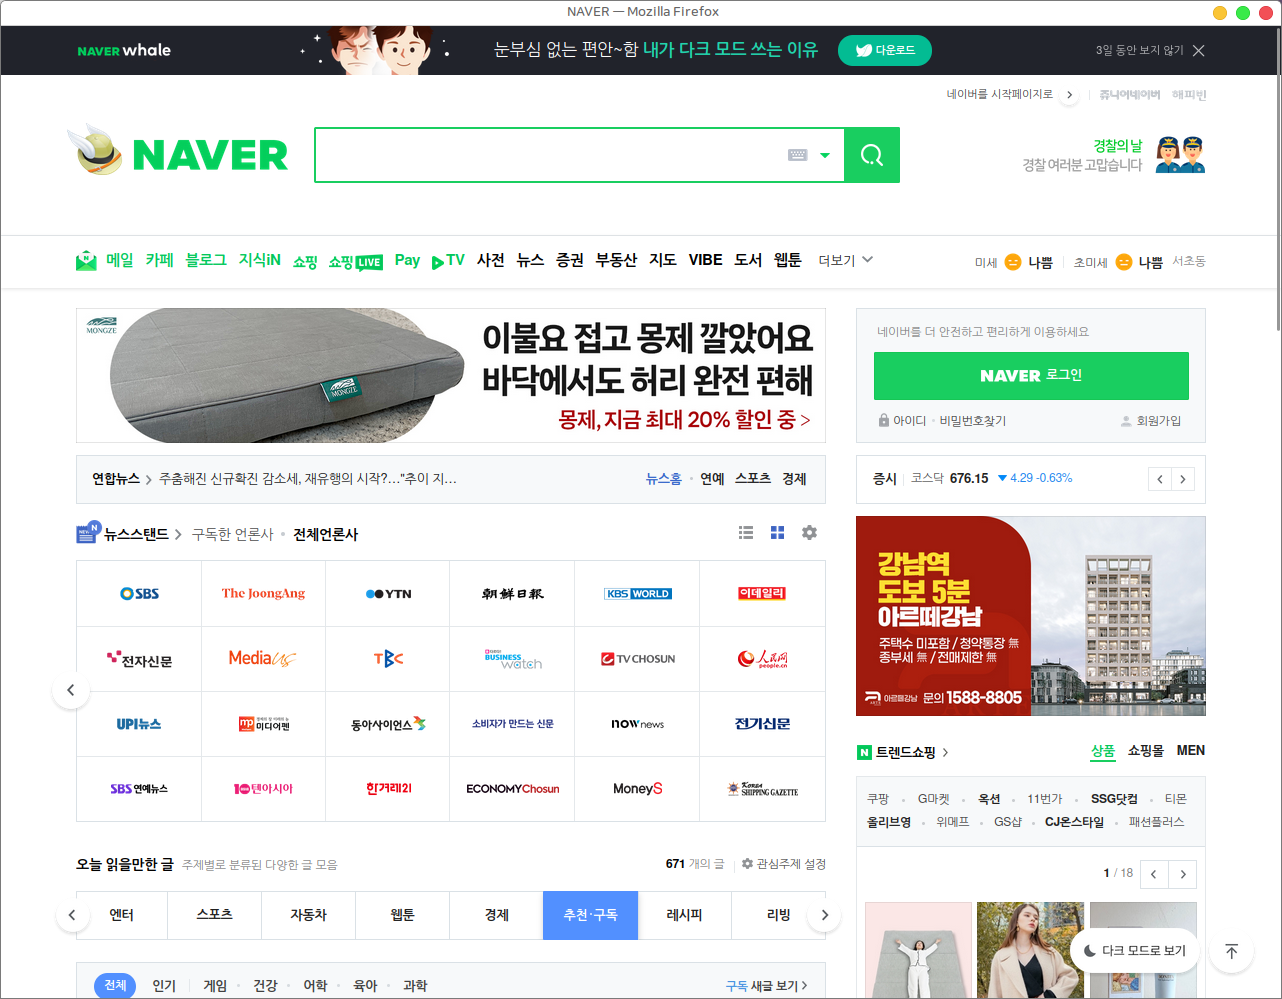 NAVER — Mozilla Firefox
NAVER whale
눈부심 없는 편안~함 내가 다크 모드 쓰는 이유
다운로드
3일 동안 보지 않기
네이버를 시작페이지로
쥬니어네이버 해피빈
NAVER
경찰의 날
경찰 여러분 고맙습니다
메일 카페 블로그 지식iN 쇼핑 쇼핑LIVE Pay TV 사전 뉴스 증권 부동산 지도 VIBE 도서 웹툰 더보기
미세 나쁨 초미세 나쁨 서초동
MONGZE
이불요 접고 몽제 깔았어요
바닥에서도 허리 완전 편해
몽제, 지금 최대 20% 할인 중 >
MONGZE
네이버를 더 안전하고 편리하게 이용하세요
NAVER 로그인
아이디 · 비밀번호찾기 회원가입
연합뉴스 > 주춤해진 신규확진 감소세, 재유행의 시작?…"추이 지…
뉴스홈 · 연예 스포츠 경제
증시 코스닥 676.15 ▼ 4.29 -0.63%
뉴스스탠드 > 구독한 언론사 · 전체언론사
SBS The JoongAng YTN 朝鮮日報 KBS WORLD 이데일리
전자신문 Mediaus TBC BUSINESS watch TV CHOSUN 人民网 people.cn
UPI뉴스 미디어펜 동아사이언스 소비자가 만드는 신문 nownews 전기신문
SBS 연예뉴스 10 텐아시아 한겨레21 ECONOMYChosun MoneyS KOREA SHIPPING GAZETTE
강남역
도보 5분
아르떼강남
주택수 미포함 / 청약통장 無
종부세 無 / 전매제한 無
아르떼강남 문의 1588-8805
트렌드쇼핑 >
상품 쇼핑몰 MEN
쿠팡 · G마켓 · 옥션 · 11번가 · SSG닷컴 · 티몬
올리브영 · 위메프 · GS샵 · CJ온스타일 · 패션플러스
1 / 18
오늘 읽을만한 글 주제별로 분류된 다양한 글 모음
671 개의 글 관심주제 설정
엔터 스포츠 자동차 웹툰 경제 추천·구독 레시피 리빙
전체 인기 게임 · 건강 · 어학 · 육아 · 과학
구독 새글 보기 >
다크 모드로 보기